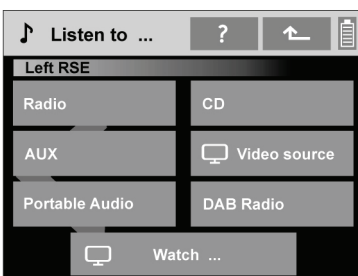 Listen to ... ?
Left RSE
Radio CD
AUX Video source
Portable Audio DAB Radio
Watch ...